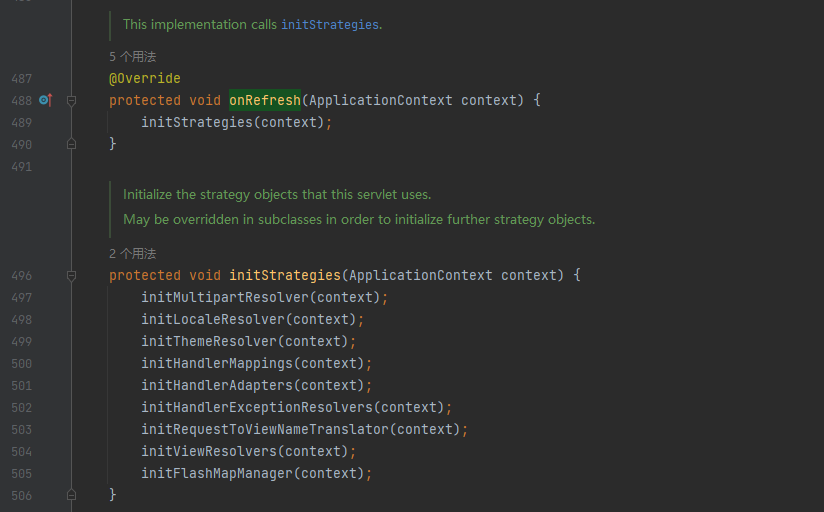 This implementation calls initStrategies.
5 个用法
487 @Override
488 protected void onRefresh(ApplicationContext context) {
489 initStrategies(context);
490 }
491
Initialize the strategy objects that this servlet uses.
May be overridden in subclasses in order to initialize further strategy objects.
2 个用法
496 protected void initStrategies(ApplicationContext context) {
497 initMultipartResolver(context);
498 initLocaleResolver(context);
499 initThemeResolver(context);
500 initHandlerMappings(context);
501 initHandlerAdapters(context);
502 initHandlerExceptionResolvers(context);
503 initRequestToViewNameTranslator(context);
504 initViewResolvers(context);
505 initFlashMapManager(context);
506 }